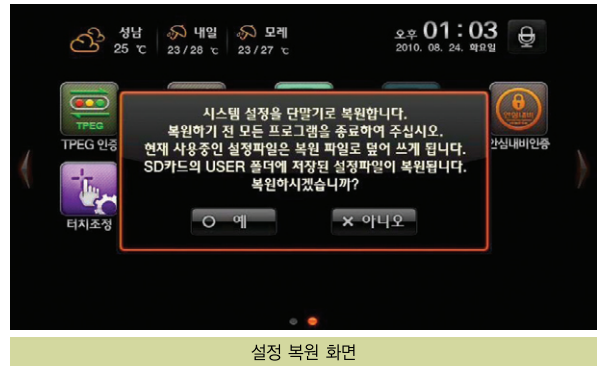 성남 내일 모레
25 ℃ 23/28 ℃ 23/27 ℃
오후 01:03
2010. 08. 24. 화요일
시스템 설정을 단말기로 복원합니다.
복원하기 전 모든 프로그램을 종료하여 주십시오.
현재 사용중인 설정파일은 복원 파일로 덮어 쓰게 됩니다.
SD카드의 USER 폴더에 저장된 설정파일이 복원됩니다.
복원하시겠습니까?
O 예 X 아니오
TPEG
TPEG 인증
안심내비
안심내비인증
터치조정
설정 복원 화면